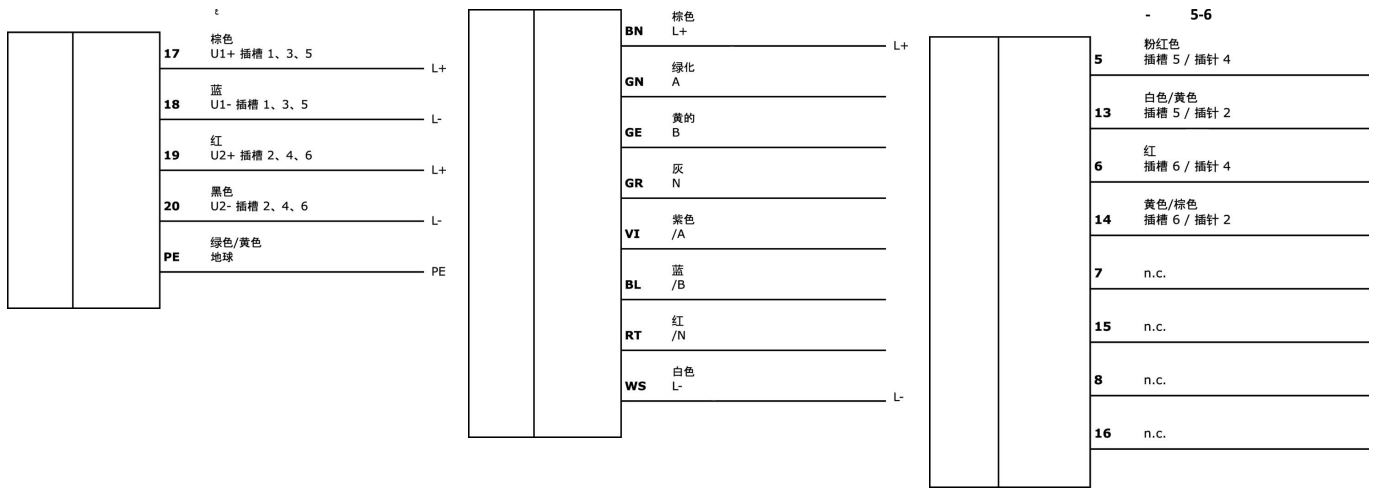 17
棕色
U1+ 插槽 1、3、5
L+
18
蓝
U1- 插槽 1、3、5
L-
19
红
U2+ 插槽 2、4、6
L+
20
黑色
U2- 插槽 2、4、6
L-
PE
绿色/黄色
地球
PE
BN
棕色
L+
L+
GN
绿化
A
GE
黄的
B
GR
灰
N
VI
紫色
/A
BL
蓝
/B
RT
红
/N
WS
白色
L-
L-
- 5-6
5
粉红色
插槽 5 / 插针 4
13
白色/黄色
插槽 5 / 插针 2
6
红
插槽 6 / 插针 4
14
黄色/棕色
插槽 6 / 插针 2
7
n.c.
15
n.c.
8
n.c.
16
n.c.